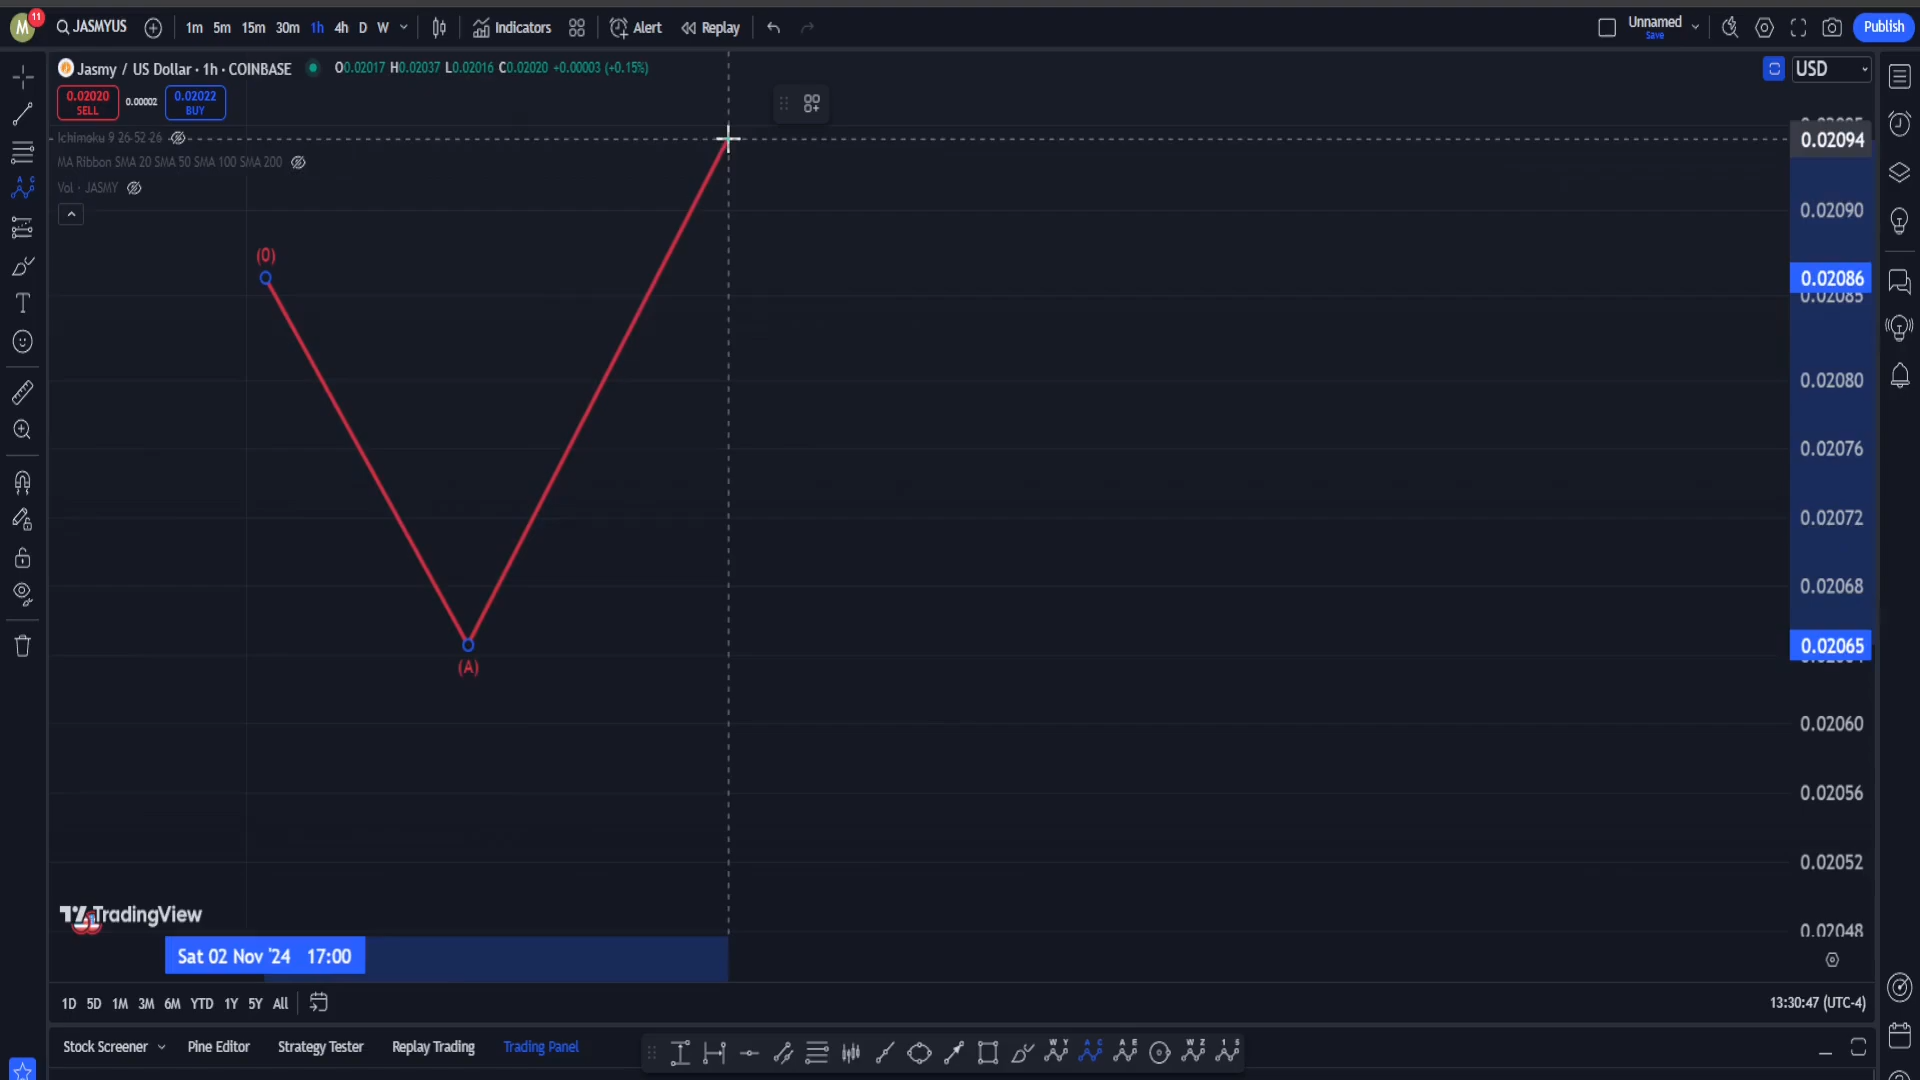 M 11 JASMYUS 1m 5m 15m 30m 1h 4h D W Indicators Alert Replay Unnamed Save Publish
Jasmy / US Dollar · 1h · COINBASE O0.02017 H0.02037 L0.02016 C0.02020 +0.00003 (+0.15%) USD
0.02020 SELL 0.00002 0.02022 BUY
Ichimoku 9 26 52 26
MA Ribbon SMA 20 SMA 50 SMA 100 SMA 200
Vol · JASMY
(0)
(A)
0.02094
0.02090
0.02086
0.02085
0.02080
0.02076
0.02072
0.02068
0.02065
0.02060
0.02056
0.02052
0.02048
TradingView
Sat 02 Nov '24 17:00
1D 5D 1M 3M 6M YTD 1Y 5Y All 13:30:47 (UTC-4)
Stock Screener Pine Editor Strategy Tester Replay Trading Trading Panel